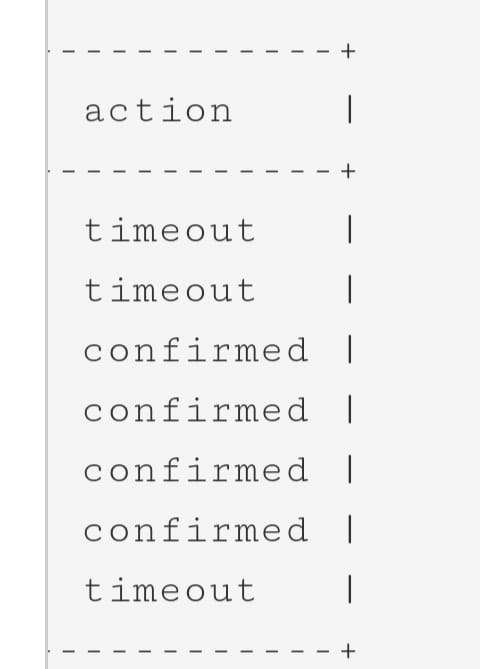 ------------+
action |
------------+
timeout |
timeout |
confirmed |
confirmed |
confirmed |
confirmed |
timeout |
------------+